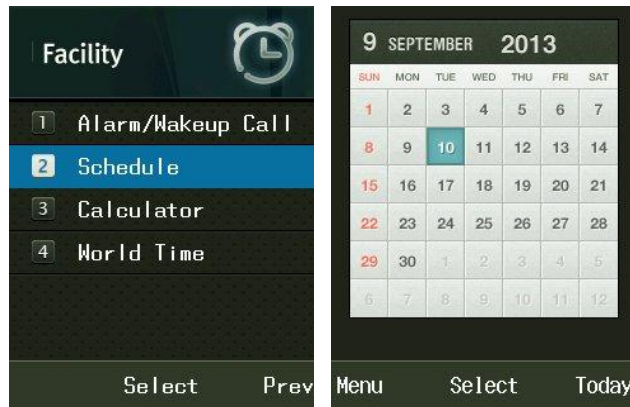 Facility
1 Alarm/Wakeup Call
2 Schedule
3 Calculator
4 World Time
Select Prev
9 SEPTEMBER 2013
SUN MON TUE WED THU FRI SAT
1 2 3 4 5 6 7
8 9 10 11 12 13 14
15 16 17 18 19 20 21
22 23 24 25 26 27 28
29 30 1 2 3 4 5
6 7 8 9 10 11 12
Menu Select Today